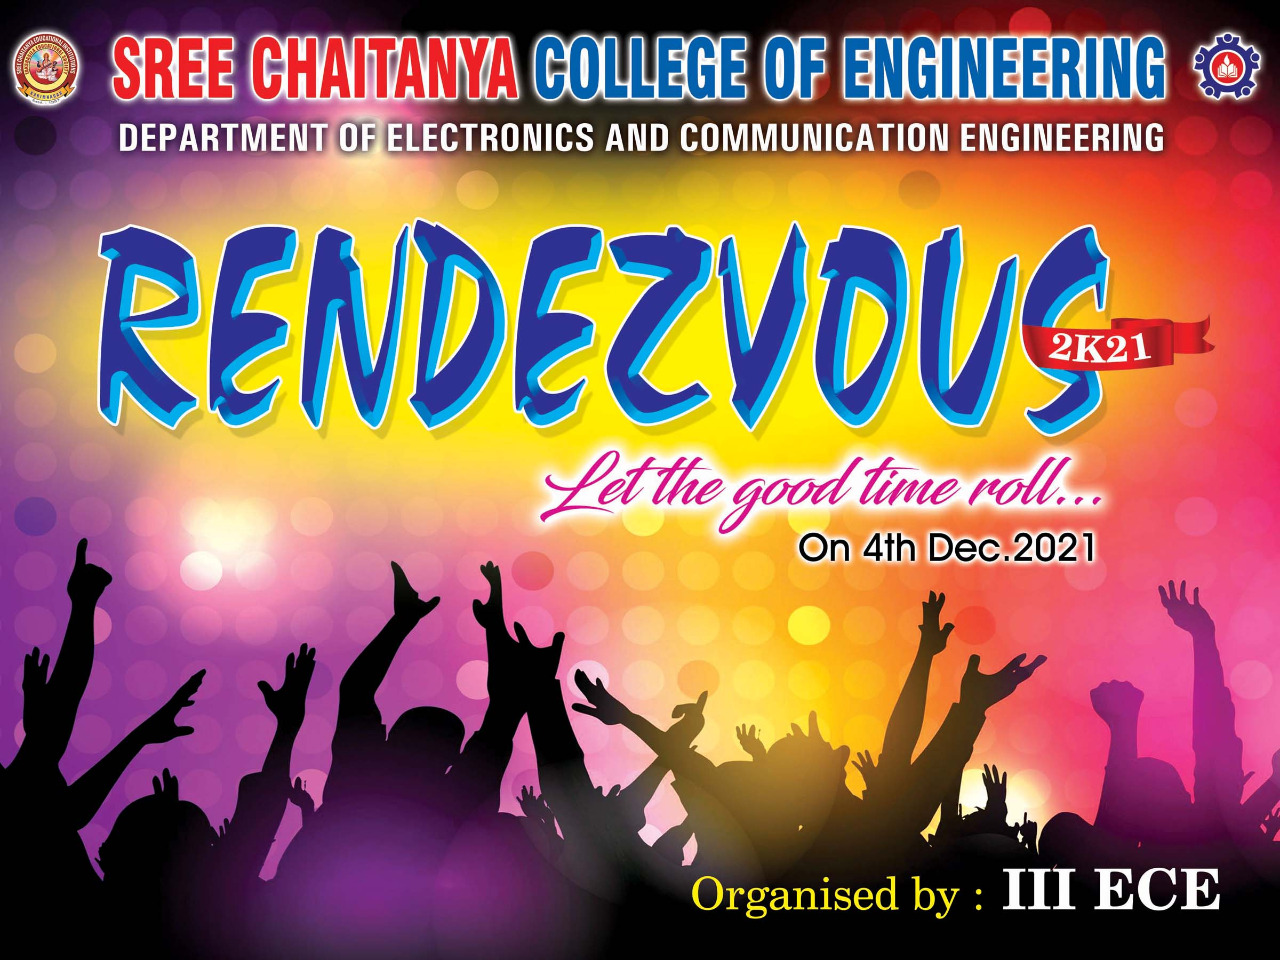 SREE CHAITANYA COLLEGE OF ENGINEERING
DEPARTMENT OF ELECTRONICS AND COMMUNICATION ENGINEERING
RENDEZVOUS
2K21
Let the good time roll...
On 4th Dec.2021
Organised by : III ECE